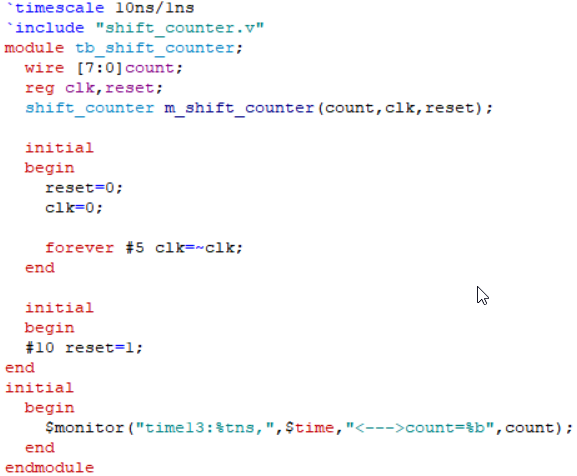 `timescale 10ns/1ns
`include "shift_counter.v"
module tb_shift_counter;
wire [7:0]count;
reg clk,reset;
shift_counter m_shift_counter(count,clk,reset);
initial
begin
reset=0;
clk=0;
forever #5 clk=~clk;
end
initial
begin
#10 reset=1;
end
initial
begin
$monitor("time13:%tns,",$time,"<--->count=%b",count);
end
endmodule